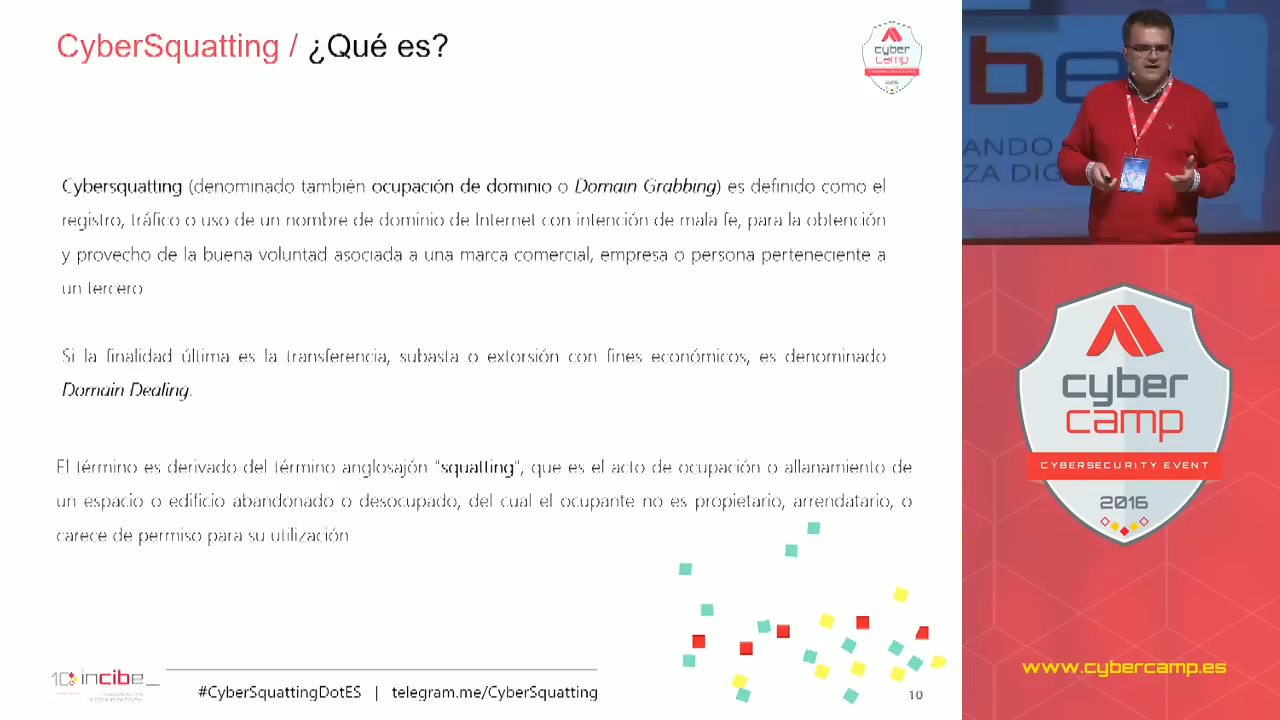 CyberSquatting / ¿Qué es?
cyber
camp
Cybersquatting (denominado también ocupación de dominio o Domain Grabbing) es definido como el
registro, tráfico o uso de un nombre de dominio de Internet con intención de mala fe, para la obtención
y provecho de la buena voluntad asociada a una marca comercial, empresa o persona perteneciente a
un tercero
Si la finalidad última es la transferencia, subasta o extorsión con fines económicos, es denominado
Domain Dealing.
El término es derivado del término anglosajón "squatting", que es el acto de ocupación o allanamiento de
un espacio o edificio abandonado o desocupado, del cual el ocupante no es propietario, arrendatario, o
carece de permiso para su utilización
10 incibe_
#CyberSquattingDotES | telegram.me/CyberSquatting
10
be_
ANDO
ZA DIG
cyber
camp
CYBERSECURITY EVENT
2016
www.cybercamp.es